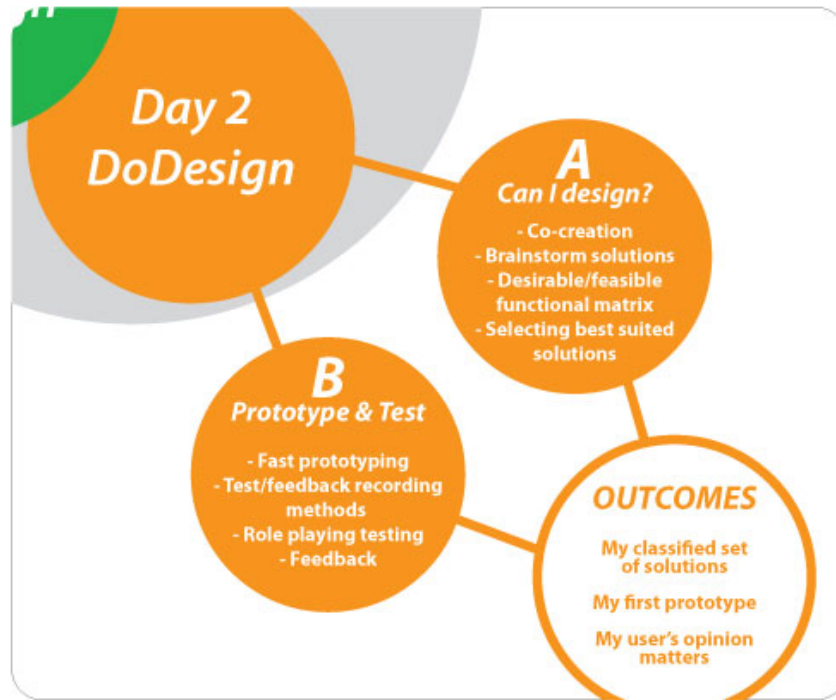 Day 2
DoDesign
A
Can I design?
- Co-creation
- Brainstorm solutions
- Desirable/feasible
functional matrix
- Selecting best suited
solutions
B
Prototype & Test
- Fast prototyping
- Test/feedback recording
methods
- Role playing testing
- Feedback
OUTCOMES
My classified set
of solutions
My first prototype
My user's opinion
matters